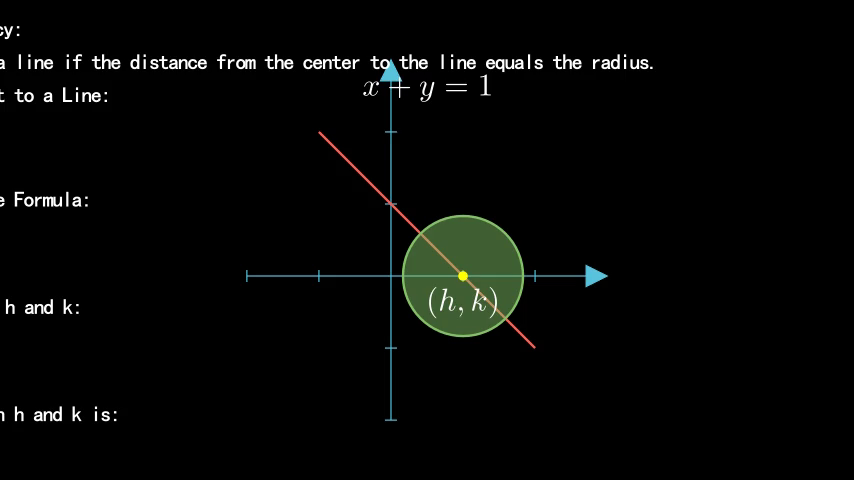 cy:
a line if the distance from the center to the line equals the radius.
x + y = 1
t to a Line:
e Formula:
(h, k)
h and k:
n h and k is: